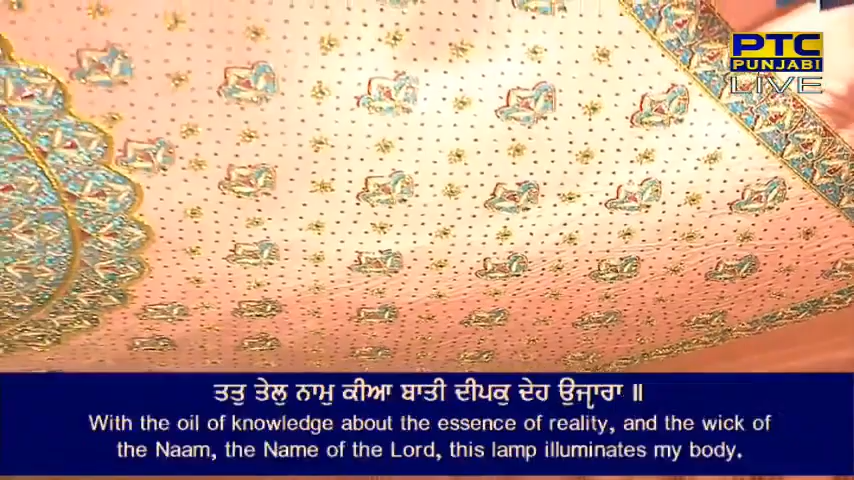 PTC
PUNJABI
LIVE
ਤਤੁ ਤੇਲੁ ਨਾਮੁ ਕੀਆ ਬਾਤੀ ਦੀਪਕੁ ਦੇਹ ਉਜੵਾਰਾ ॥
With the oil of knowledge about the essence of reality, and the wick of
the Naam, the Name of the Lord, this lamp illuminates my body.